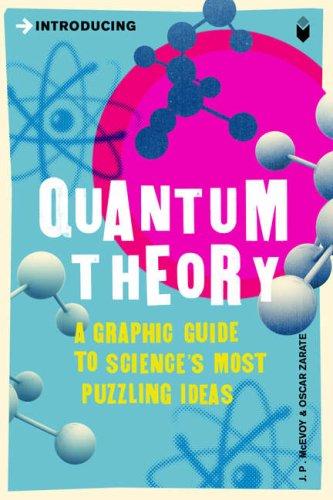 INTRODUCING
QUANTUM
THEORY
A GRAPHIC GUIDE
TO SCIENCE'S MOST
PUZZLING IDEAS
J. P. McEVOY & OSCAR ZARATE